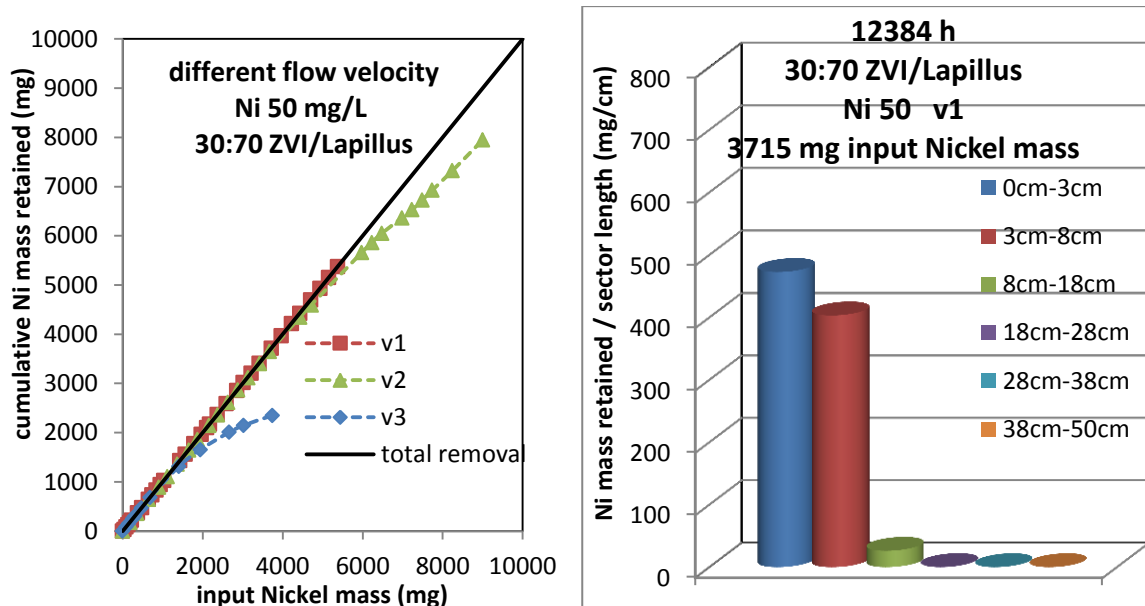 10000
9000
8000
7000
6000
5000
4000
3000
2000
1000
0
cumulative Ni mass retained (mg)
different flow velocity
Ni 50 mg/L
30:70 ZVI/Lapillus
v1
v2
v3
total removal
0 2000 4000 6000 8000 10000
input Nickel mass (mg)
12384 h
30:70 ZVI/Lapillus
Ni 50 v1
3715 mg input Nickel mass
800
700
600
500
400
300
200
100
0
Ni mass retained / sector length (mg/cm)
0cm-3cm
3cm-8cm
8cm-18cm
18cm-28cm
28cm-38cm
38cm-50cm